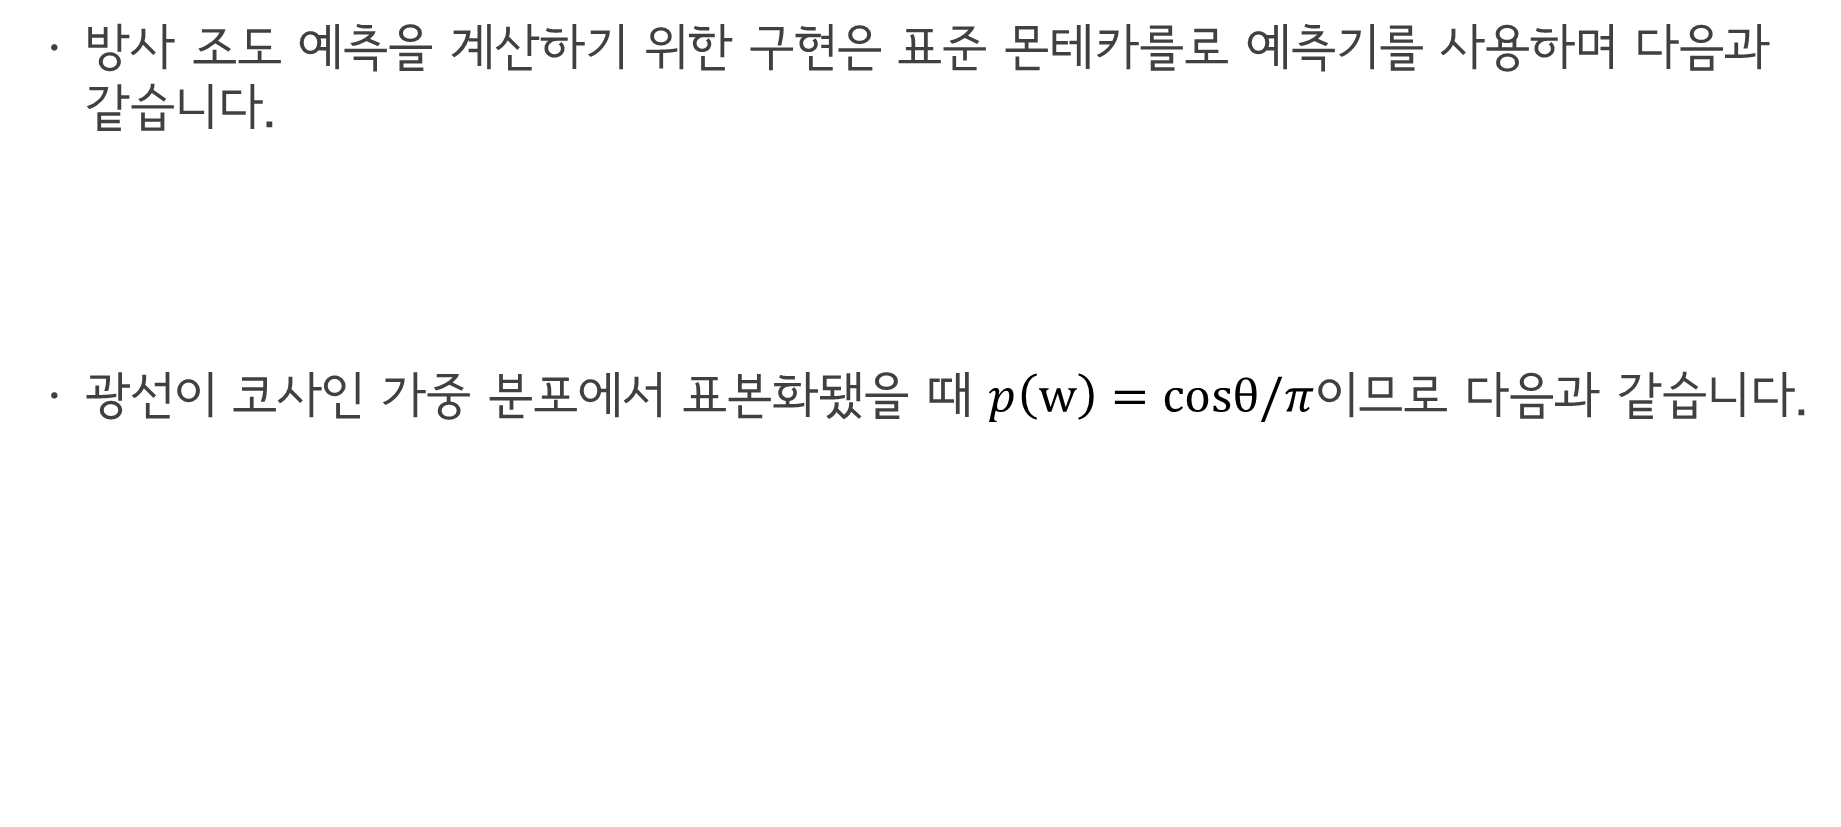 · 방사 조도 예측을 계산하기 위한 구현은 표준 몬테카를로 예측기를 사용하며 다음과
같습니다.
· 광선이 코사인 가중 분포에서 표본화됐을 때 p(w) = cosθ/π이므로 다음과 같습니다.